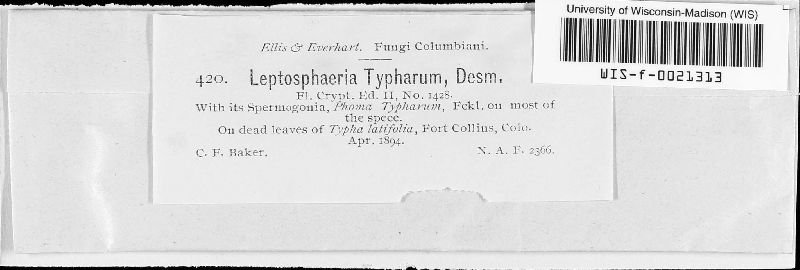 University of Wisconsin-Madison (WIS)
WIS-f-0021313
Ellis & Everhart. Fungi Columbiani.
420. Leptosphaeria Typharum, Desm.
Fl. Crypt. Ed. II, No. 1428.
With its Spermogonia, Phoma Typharum, Fckl. on most of
the specc.
On dead leaves of Typha latifolia, Fort Collins, Colo.
Apr. 1894.
C. F. Baker. N. A. F. 2366.